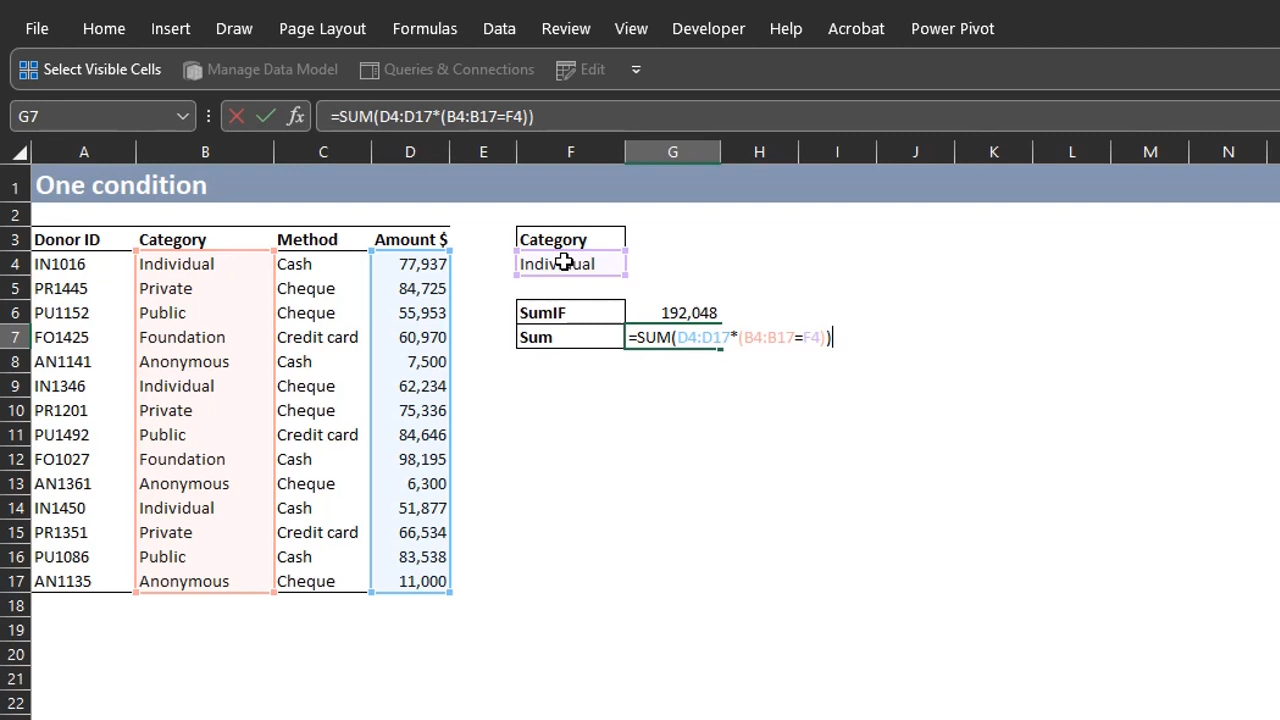 File Home Insert Draw Page Layout Formulas Data Review View Developer Help Acrobat Power Pivot
Select Visible Cells Manage Data Model Queries & Connections Edit
G7 fx =SUM(D4:D17*(B4:B17=F4))
A B C D E F G H I J K L M N
1 One condition
2
3 Donor ID Category Method Amount $ Category
4 IN1016 Individual Cash 77,937 Individual
5 PR1445 Private Cheque 84,725
6 PU1152 Public Cheque 55,953 SumIF 192,048
7 FO1425 Foundation Credit card 60,970 Sum =SUM(D4:D17*(B4:B17=F4))
8 AN1141 Anonymous Cash 7,500
9 IN1346 Individual Cheque 62,234
10 PR1201 Private Cheque 75,336
11 PU1492 Public Credit card 84,646
12 FO1027 Foundation Cash 98,195
13 AN1361 Anonymous Cheque 6,300
14 IN1450 Individual Cash 51,877
15 PR1351 Private Credit card 66,534
16 PU1086 Public Cash 83,538
17 AN1135 Anonymous Cheque 11,000
18
19
20
21
22